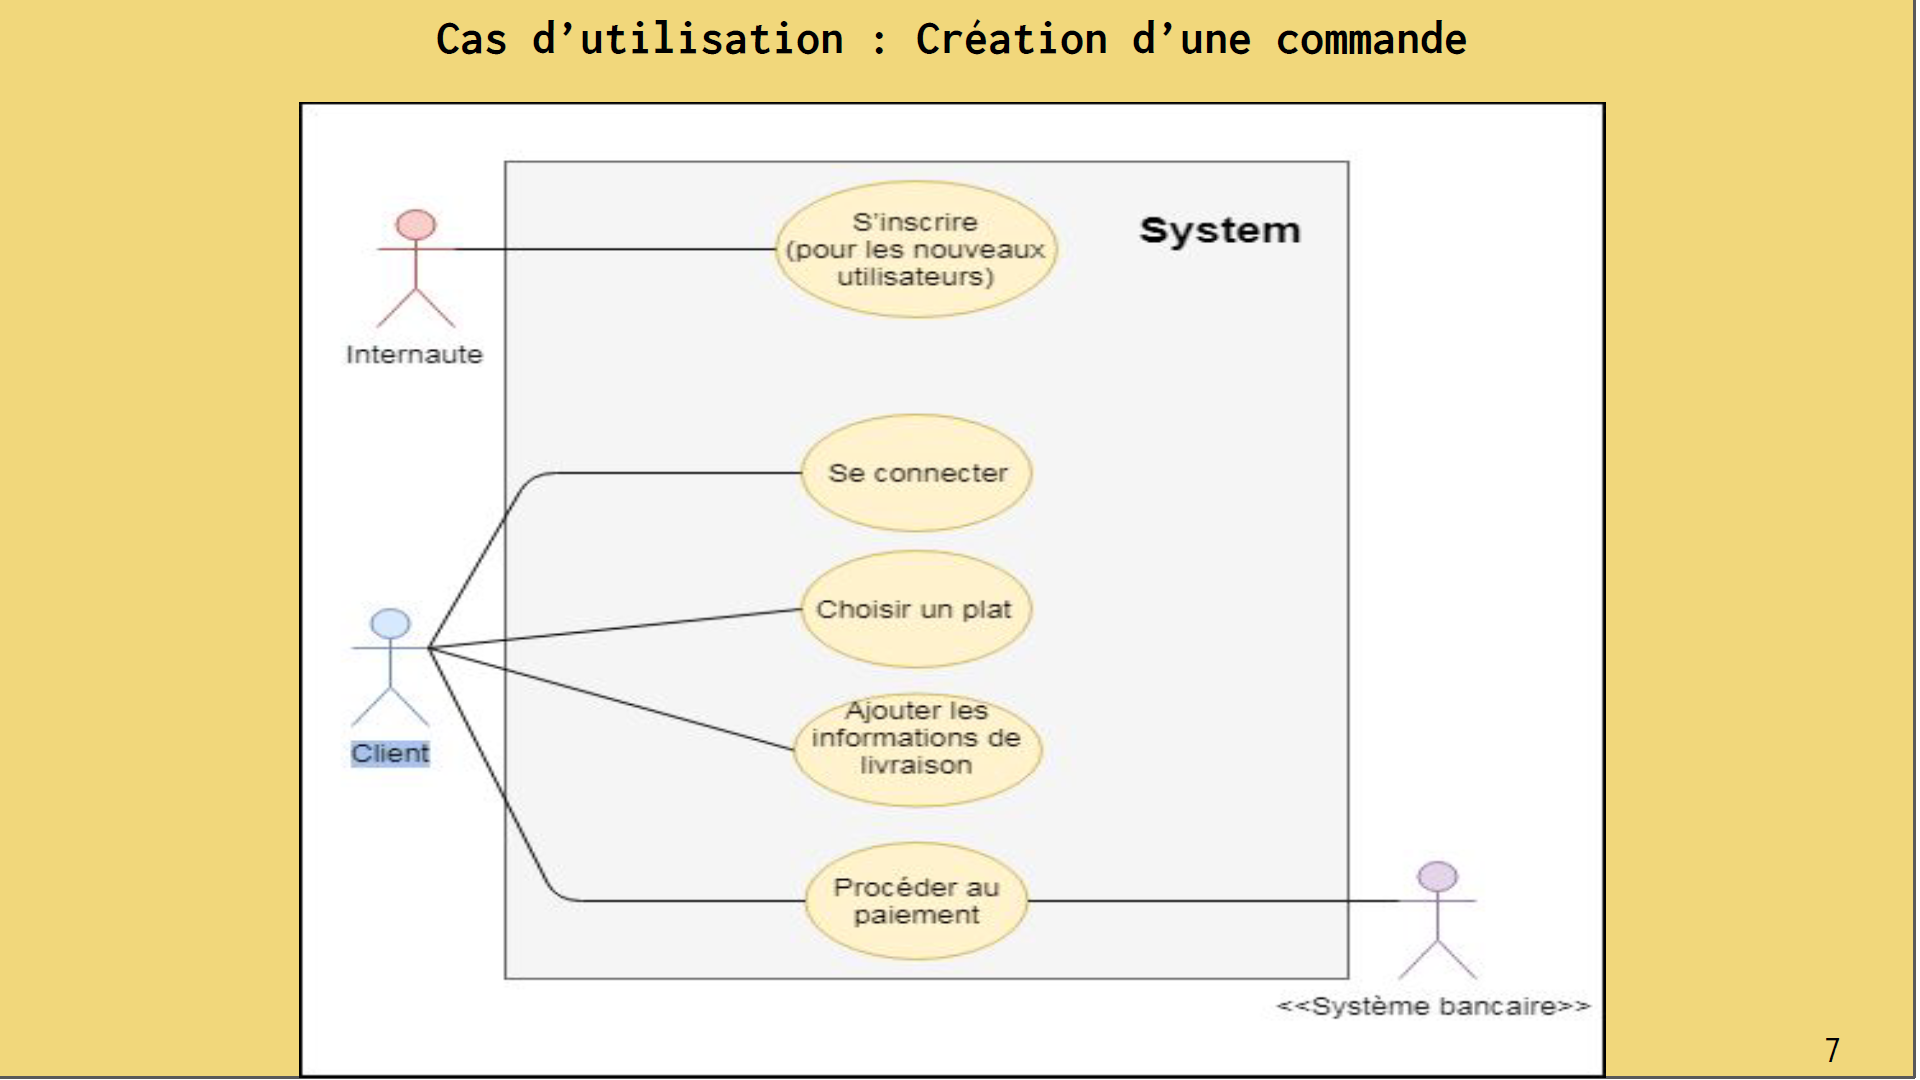 Cas d’utilisation : Création d’une commande
System
S'inscrire
(pour les nouveaux
utilisateurs)
Internaute
Se connecter
Choisir un plat
Ajouter les
informations de
livraison
Client
Procéder au
paiement
<<Système bancaire>>
7